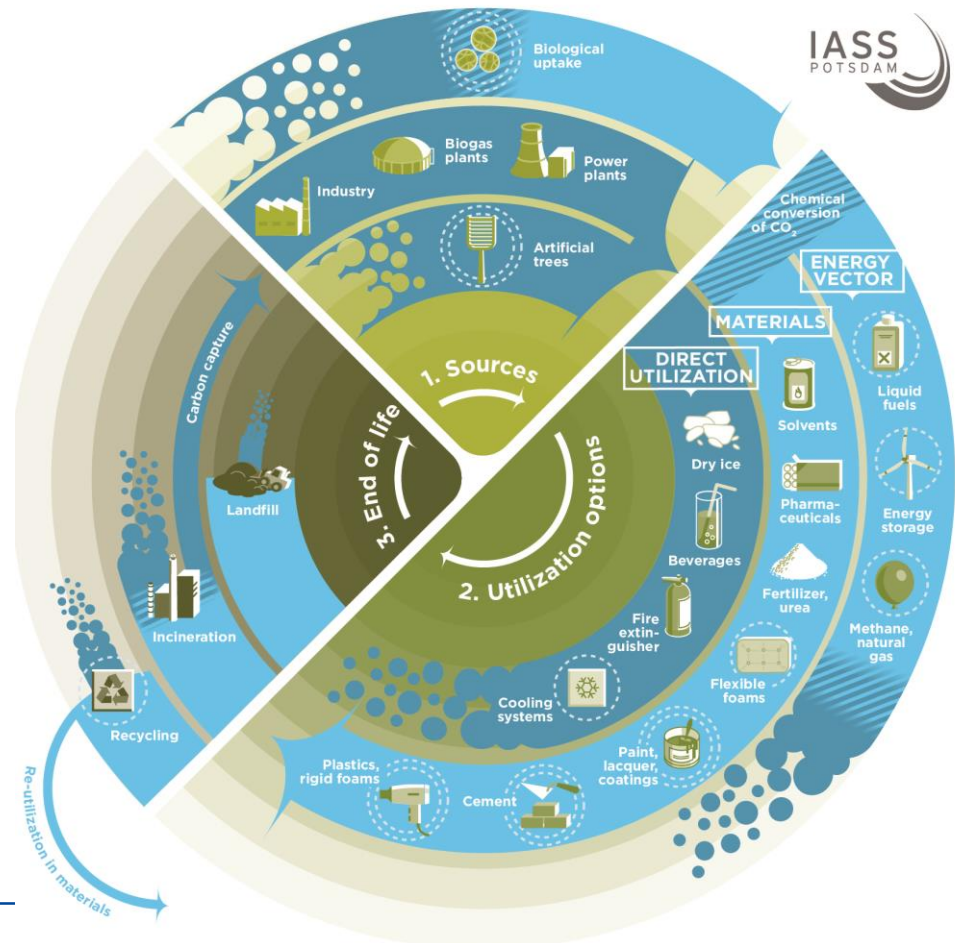 IASS
POTSDAM
Biological
uptake
Biogas
plants
Power
plants
Industry
Artificial
trees
1. Sources
Chemical
conversion
of CO₂
ENERGY
VECTOR
MATERIALS
DIRECT
UTILIZATION
Liquid
fuels
Solvents
Dry ice
Energy
storage
Pharma-
ceuticals
Beverages
Methane,
natural
gas
Fertilizer,
urea
Fire
extin-
guisher
Flexible
foams
Cooling
systems
Paint,
lacquer,
coatings
Cement
Plastics,
rigid foams
2. Utilization options
3. End of life
Carbon capture
Landfill
Incineration
Recycling
Re-utilization in materials